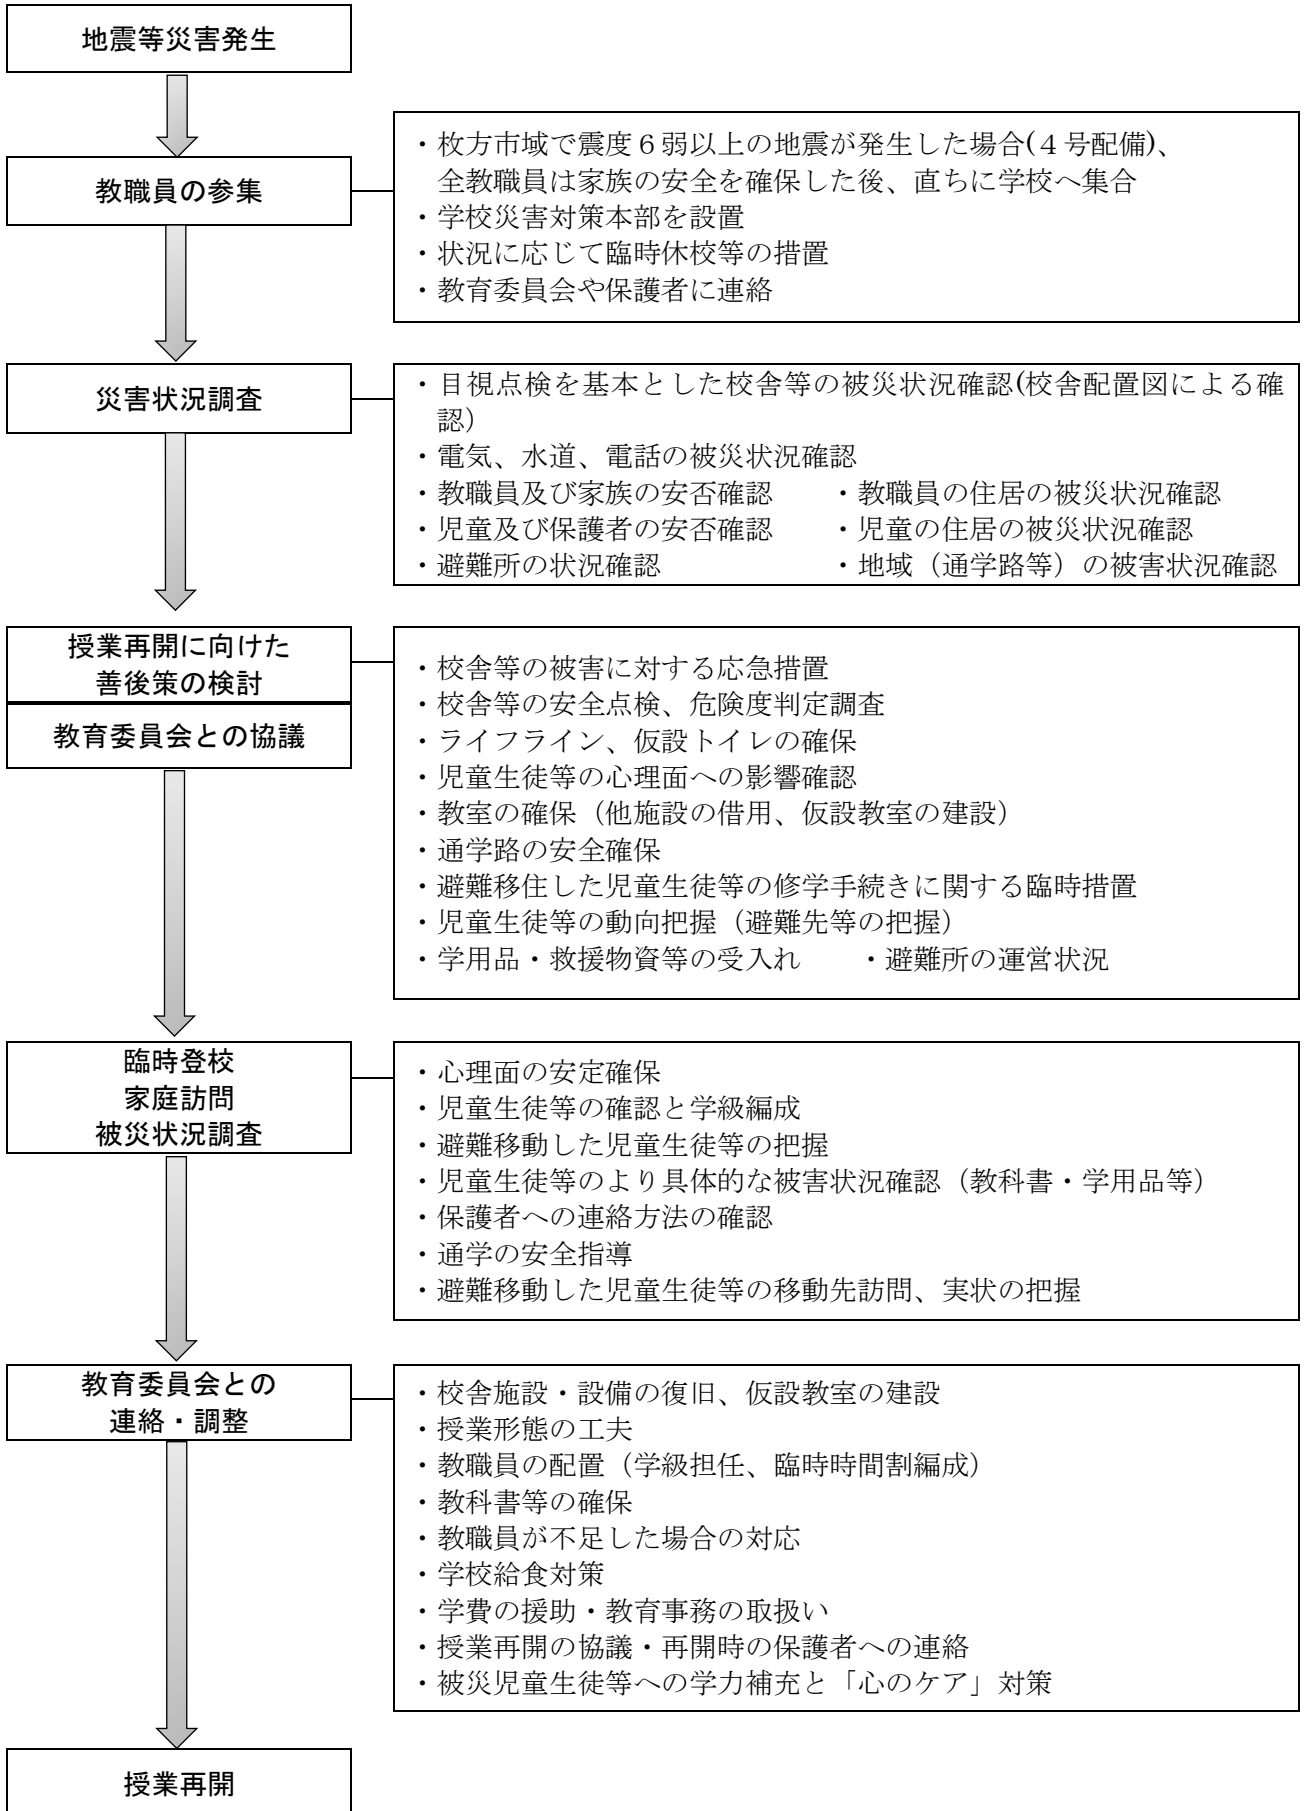 地震等災害発生
教職員の参集
・枚方市域で震度６弱以上の地震が発生した場合(４号配備)、
全教職員は家族の安全を確保した後、直ちに学校へ集合
・学校災害対策本部を設置
・状況に応じて臨時休校等の措置
・教育委員会や保護者に連絡
災害状況調査
・目視点検を基本とした校舎等の被災状況確認(校舎配置図による確
認）
・電気、水道、電話の被災状況確認
・教職員及び家族の安否確認　　・教職員の住居の被災状況確認
・児童及び保護者の安否確認　　・児童の住居の被災状況確認
・避難所の状況確認　　・地域（通学路等）の被害状況確認
授業再開に向けた
善後策の検討
教育委員会との協議
・校舎等の被害に対する応急措置
・校舎等の安全点検、危険度判定調査
・ライフライン、仮設トイレの確保
・児童生徒等の心理面への影響確認
・教室の確保（他施設の借用、仮設教室の建設）
・通学路の安全確保
・避難移住した児童生徒等の修学手続きに関する臨時措置
・児童生徒等の動向把握（避難先等の把握）
・学用品・救援物資等の受入れ　　・避難所の運営状況
臨時登校
家庭訪問
被災状況調査
・心理面の安定確保
・児童生徒等の確認と学級編成
・避難移動した児童生徒等の把握
・児童生徒等のより具体的な被害状況確認（教科書・学用品等）
・保護者への連絡方法の確認
・通学の安全指導
・避難移動した児童生徒等の移動先訪問、実状の把握
教育委員会との
連絡・調整
・校舎施設・設備の復旧、仮設教室の建設
・授業形態の工夫
・教職員の配置（学級担任、臨時時間割編成）
・教科書等の確保
・教職員が不足した場合の対応
・学校給食対策
・学費の援助・教育事務の取扱い
・授業再開の協議・再開時の保護者への連絡
・被災児童生徒等への学力補充と「心のケア」対策
授業再開